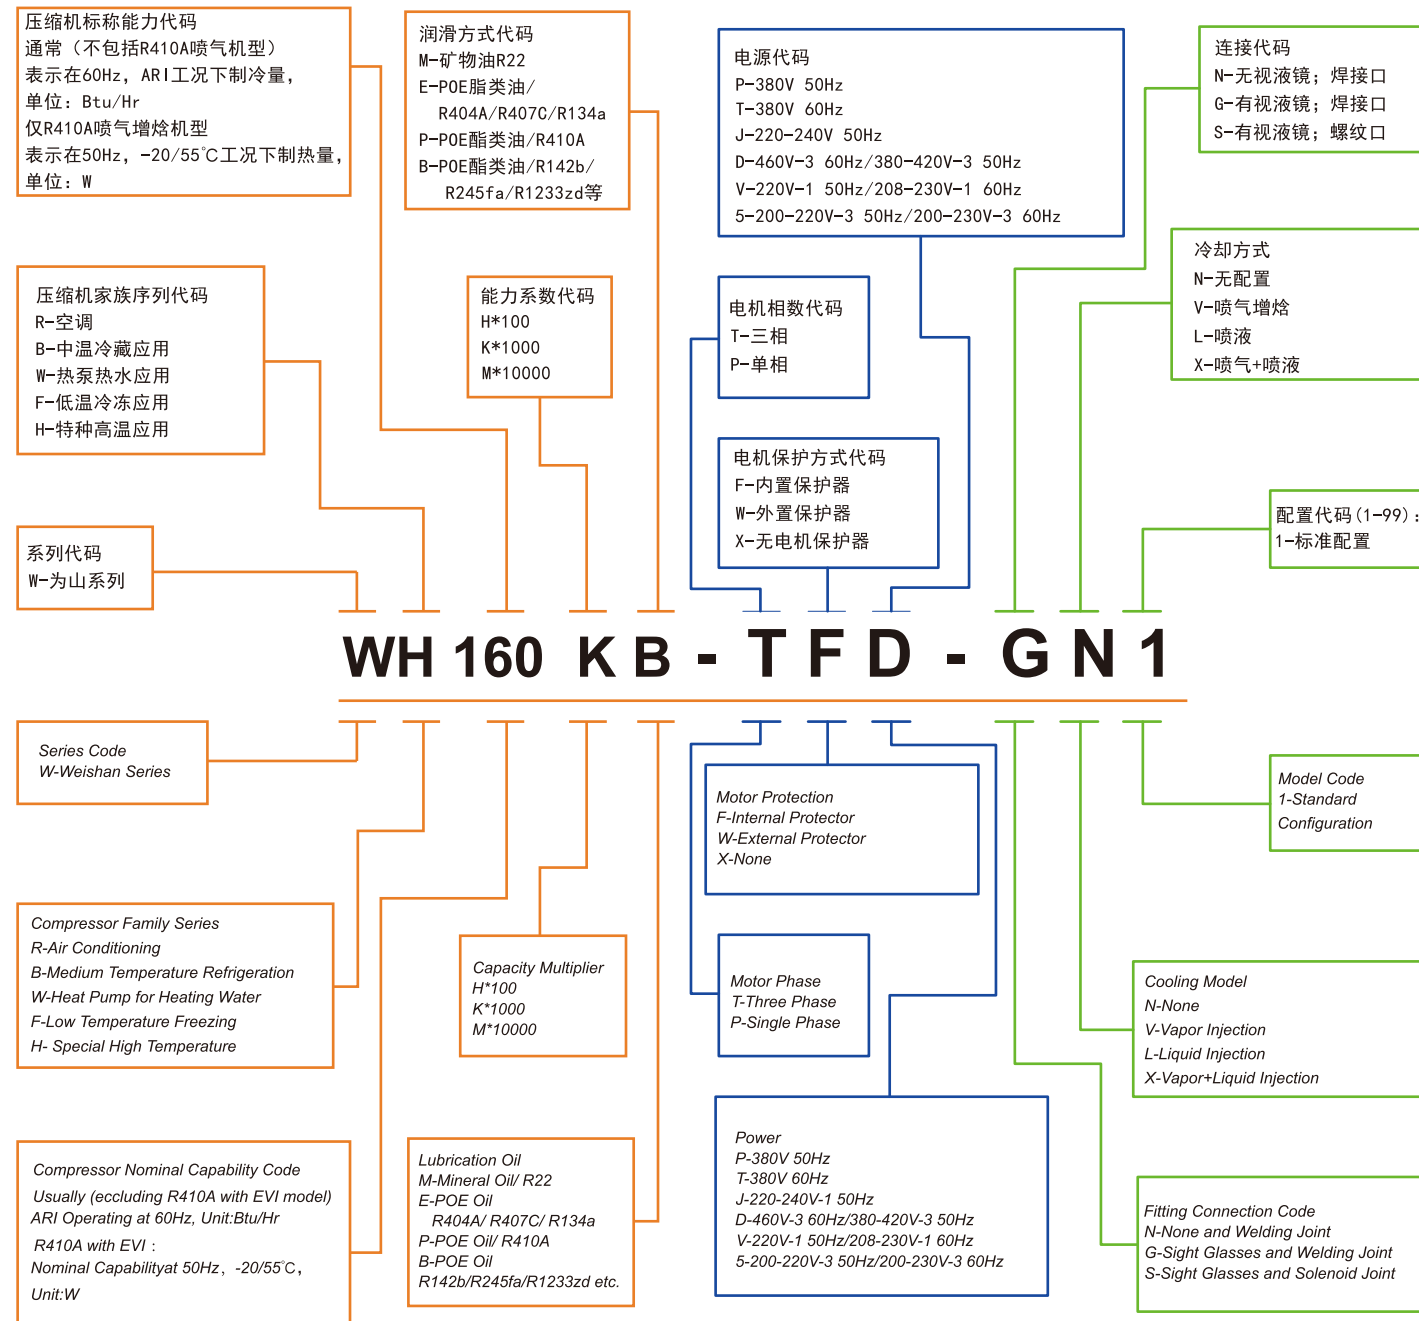 压缩机标称能力代码
通常（不包括R410A喷气机型）
表示在60Hz, ARI工况下制冷量,
单位: Btu/Hr
仅R410A喷气增焓机型
表示在50Hz, -20/55℃工况下制热量,
单位: W
润滑方式代码
M-矿物油R22
E-POE脂类油/
R404A/R407C/R134a
P-POE酯类油/R410A
B-POE酯类油/R142b/
R245fa/R1233zd等
电源代码
P-380V 50Hz
T-380V 60Hz
J-220-240V 50Hz
D-460V-3 60Hz/380-420V-3 50Hz
V-220V-1 50Hz/208-230V-1 60Hz
5-200-220V-3 50Hz/200-230V-3 60Hz
连接代码
N-无视液镜; 焊接口
G-有视液镜; 焊接口
S-有视液镜; 螺纹口
压缩机家族序列代码
R-空调
B-中温冷藏应用
W-热泵热水应用
F-低温冷冻应用
H-特种高温应用
能力系数代码
H*100
K*1000
M*10000
电机相数代码
T-三相
P-单相
冷却方式
N-无配置
V-喷气增焓
L-喷液
X-喷气+喷液
电机保护方式代码
F-内置保护器
W-外置保护器
X-无电机保护器
配置代码(1-99):
1-标准配置
系列代码
W-为山系列
WH 160 K B - T F D - G N 1
Series Code
W-Weishan Series
Motor Protection
F-Internal Protector
W-External Protector
X-None
Model Code
1-Standard
Configuration
Compressor Family Series
R-Air Conditioning
B-Medium Temperature Refrigeration
W-Heat Pump for Heating Water
F-Low Temperature Freezing
H- Special High Temperature
Capacity Multiplier
H*100
K*1000
M*10000
Motor Phase
T-Three Phase
P-Single Phase
Cooling Model
N-None
V-Vapor Injection
L-Liquid Injection
X-Vapor+Liquid Injection
Compressor Nominal Capability Code
Usually (eccluding R410A with EVI model)
ARI Operating at 60Hz, Unit:Btu/Hr
R410A with EVI :
Nominal Capabilityat 50Hz, -20/55℃,
Unit:W
Lubrication Oil
M-Mineral Oil/ R22
E-POE Oil
R404A/ R407C/ R134a
P-POE Oil/ R410A
B-POE Oil
R142b/R245fa/R1233zd etc.
Power
P-380V 50Hz
T-380V 60Hz
J-220-240V-1 50Hz
D-460V-3 60Hz/380-420V-3 50Hz
V-220V-1 50Hz/208-230V-1 60Hz
5-200-220V-3 50Hz/200-230V-3 60Hz
Fitting Connection Code
N-None and Welding Joint
G-Sight Glasses and Welding Joint
S-Sight Glasses and Solenoid Joint